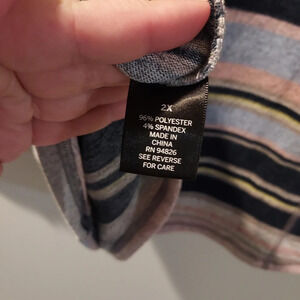 2X
96% POLYESTER
4% SPANDEX
MADE IN
CHINA
RN 94826
SEE REVERSE
FOR CARE